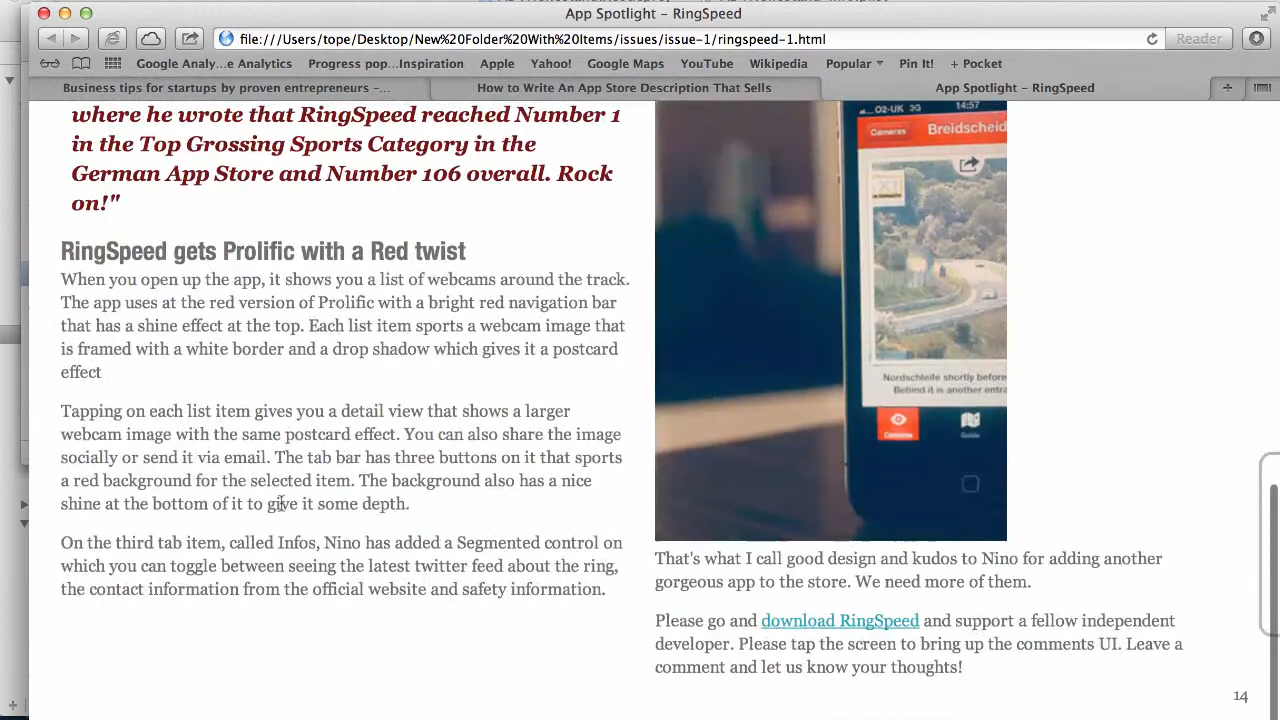 App Spotlight - RingSpeed
file:///Users/tope/Desktop/New%20Folder%20With%20Items/issues/issue-1/ringspeed-1.html
Reader
Google Analy...e Analytics
Progress pop...Inspiration
Apple
Yahoo!
Google Maps
YouTube
Wikipedia
Popular
Pin It!
+ Pocket
Business tips for startups by proven entrepreneurs –...
How to Write An App Store Description That Sells
App Spotlight - RingSpeed
where he wrote that RingSpeed reached Number 1
in the Top Grossing Sports Category in the
German App Store and Number 106 overall. Rock
on!"
RingSpeed gets Prolific with a Red twist
When you open up the app, it shows you a list of webcams around the track.
The app uses at the red version of Prolific with a bright red navigation bar
that has a shine effect at the top. Each list item sports a webcam image that
is framed with a white border and a drop shadow which gives it a postcard
effect
Tapping on each list item gives you a detail view that shows a larger
webcam image with the same postcard effect. You can also share the image
socially or send it via email. The tab bar has three buttons on it that sports
a red background for the selected item. The background also has a nice
shine at the bottom of it to give it some depth.
On the third tab item, called Infos, Nino has added a Segmented control on
which you can toggle between seeing the latest twitter feed about the ring,
the contact information from the official website and safety information.
O2-UK 3G
14:57
Cameras
Breidscheid
Nordschleife shortly before
Behind it is another entra
Cameras
Guide
That's what I call good design and kudos to Nino for adding another
gorgeous app to the store. We need more of them.
Please go and download RingSpeed and support a fellow independent
developer. Please tap the screen to bring up the comments UI. Leave a
comment and let us know your thoughts!
14